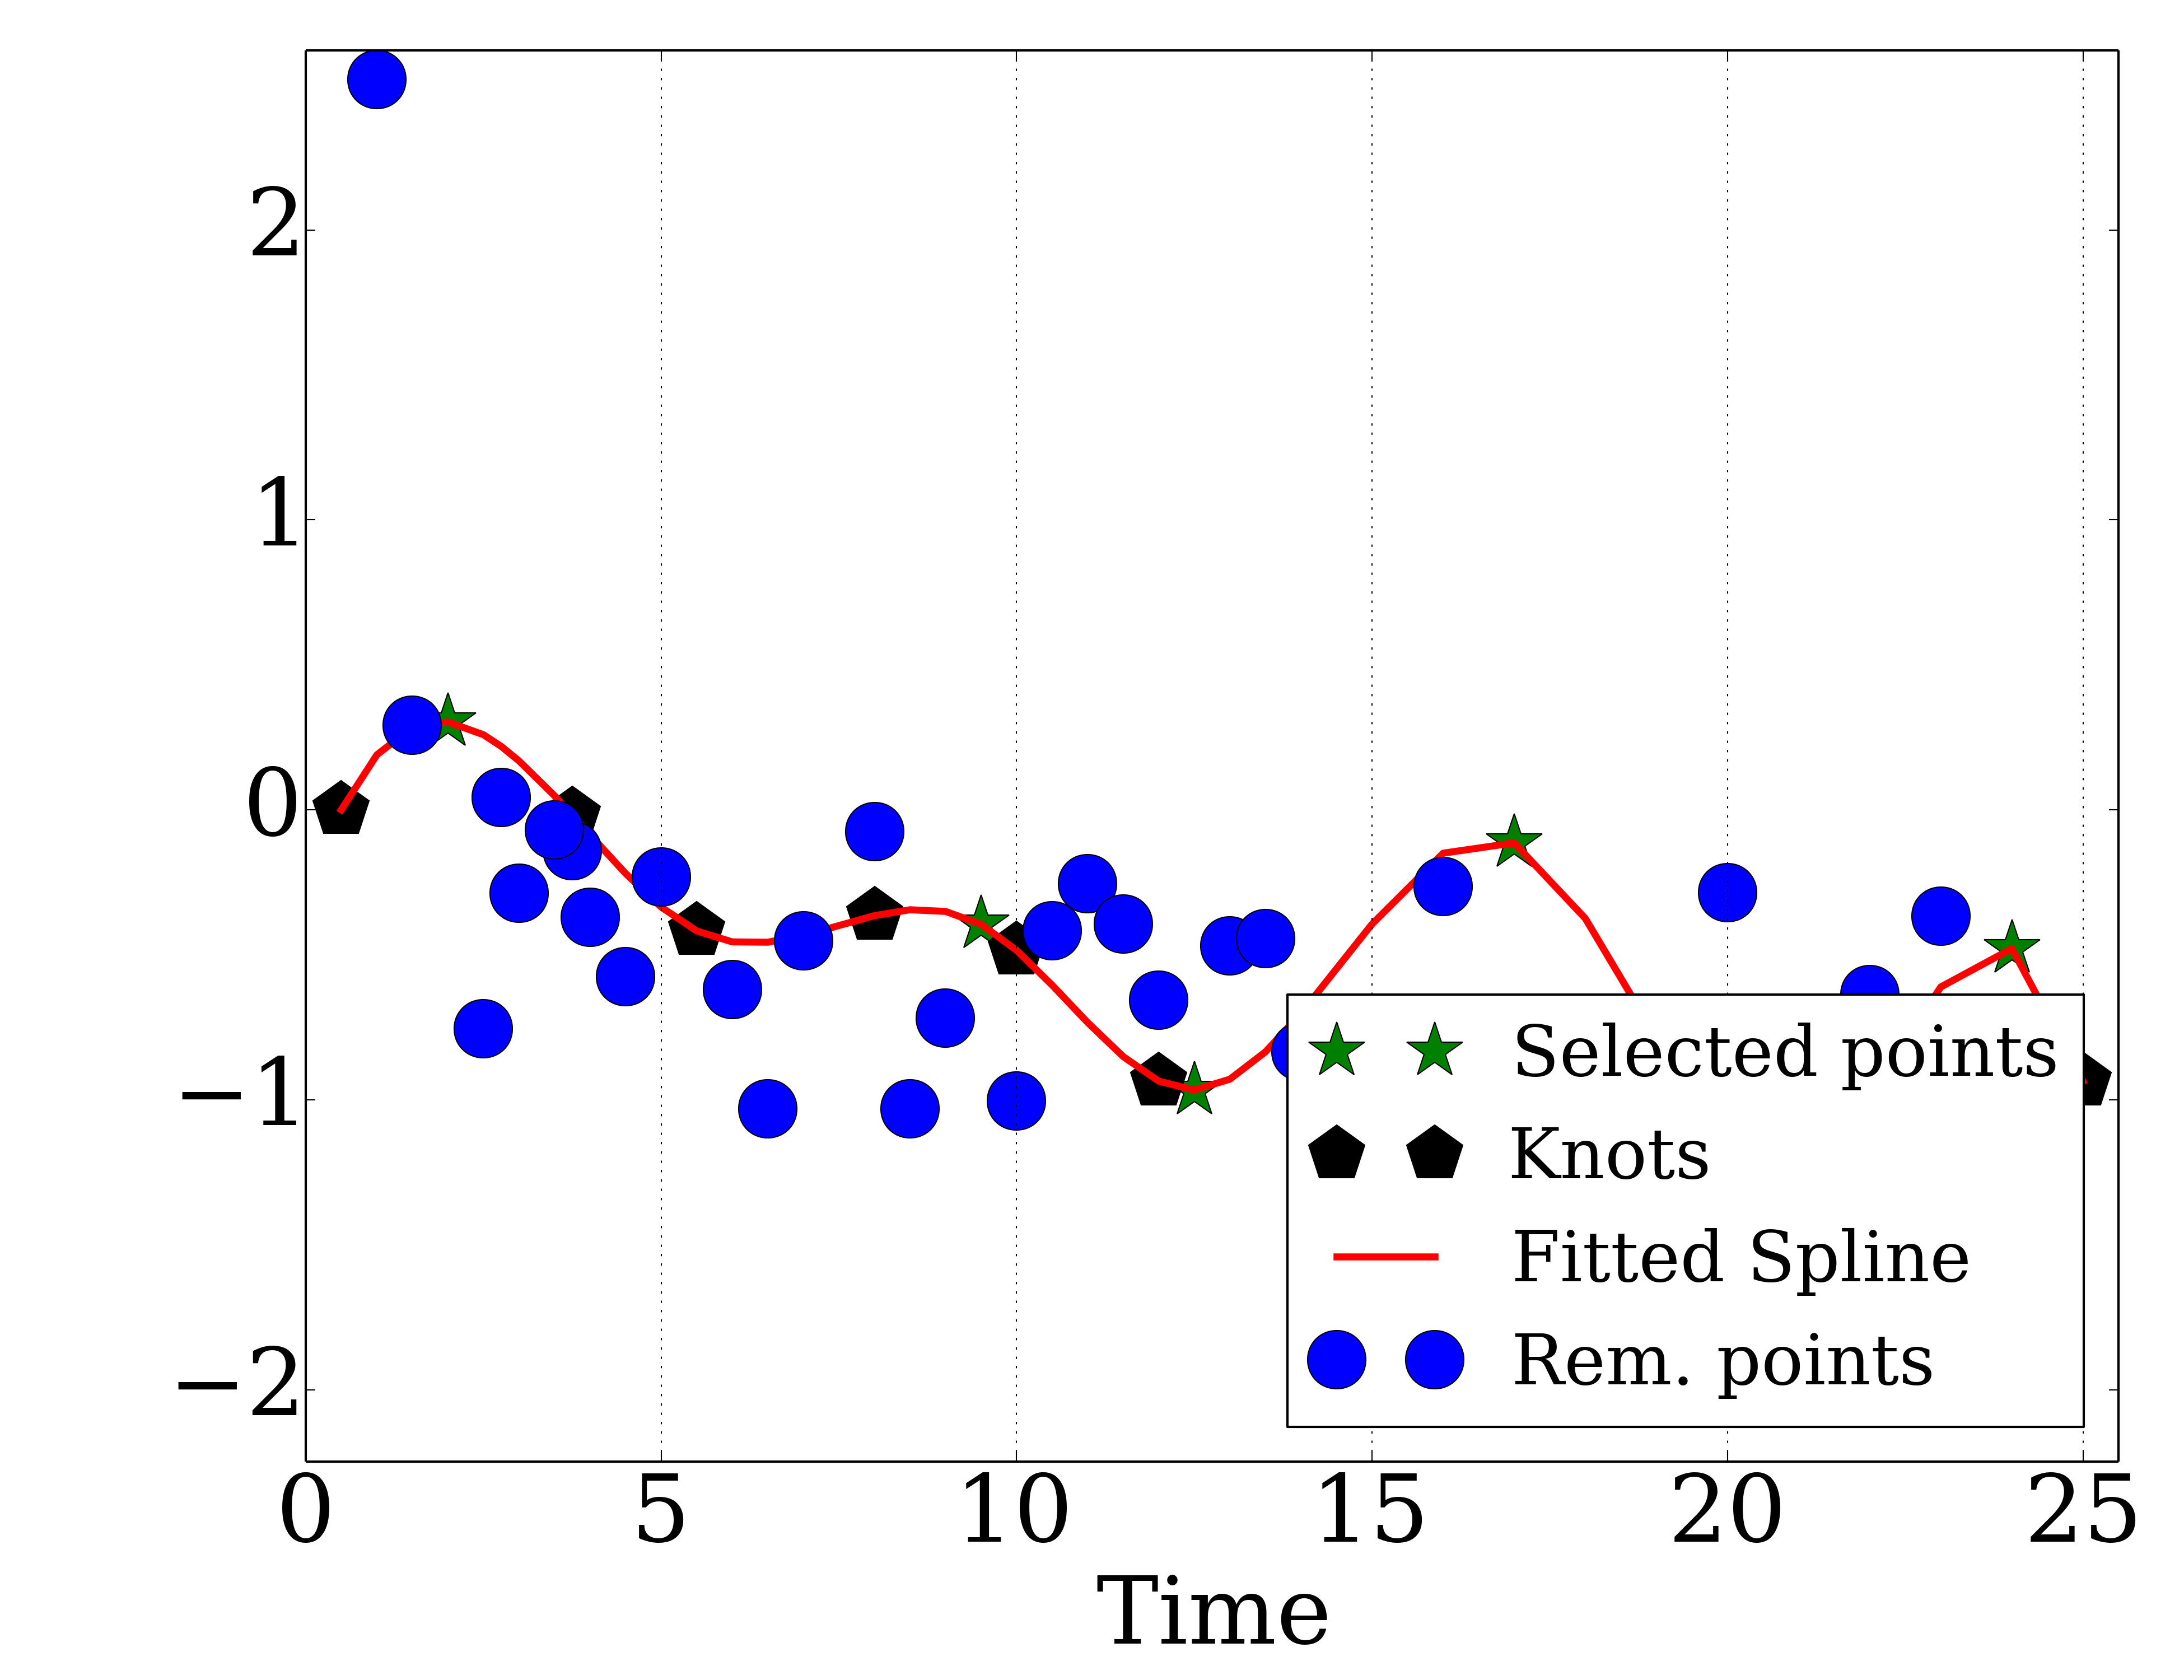 2
1
0
−1
−2
0 5 10 15 20 25
Time
Selected points
Knots
Fitted Spline
Rem. points